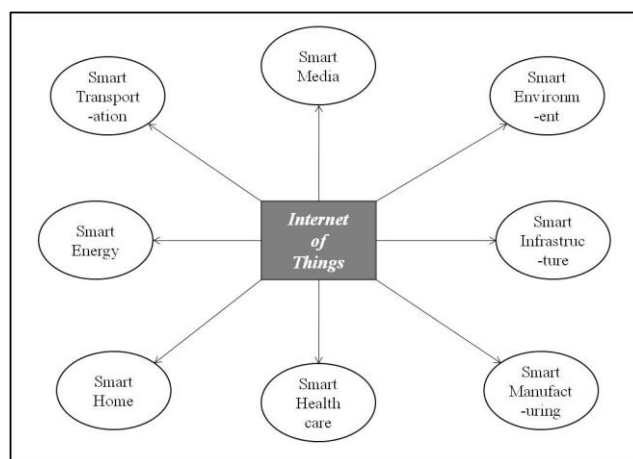 Smart
Media
Smart
Transport
-ation
Smart
Environm
-ent
Internet
of
Things
Smart
Energy
Smart
Infrastruc
-ture
Smart
Home
Smart
Health
care
Smart
Manufact
-uring